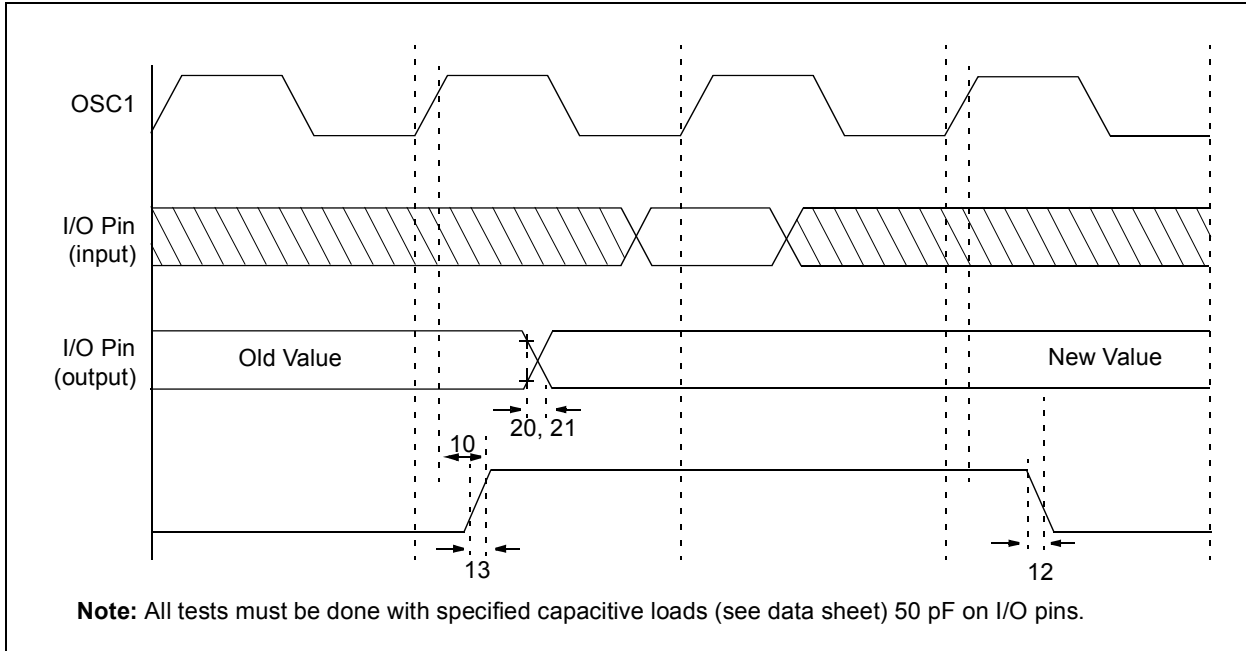 OSC1
I/O Pin
(input)
I/O Pin
(output)
Old Value
New Value
20, 21
10
13
12
Note: All tests must be done with specified capacitive loads (see data sheet) 50 pF on I/O pins.